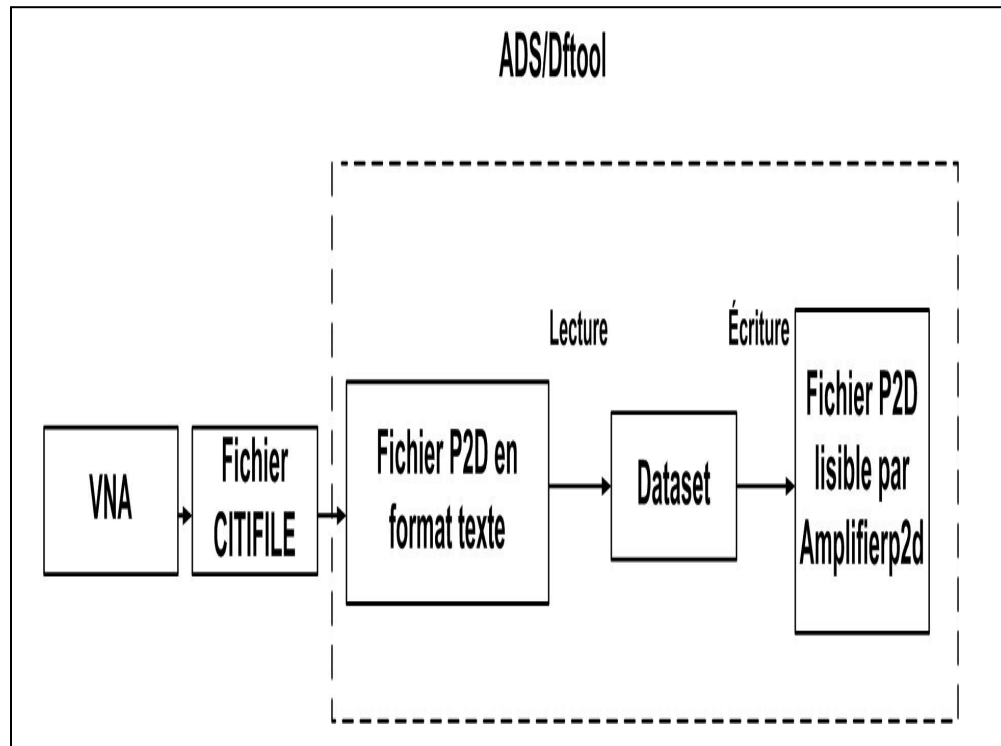 ADS/Dftool
Lecture
Écriture
VNA
Fichier
CITIFILE
Fichier P2D en
format texte
Dataset
Fichier P2D
lisible par
Amplifierp2d